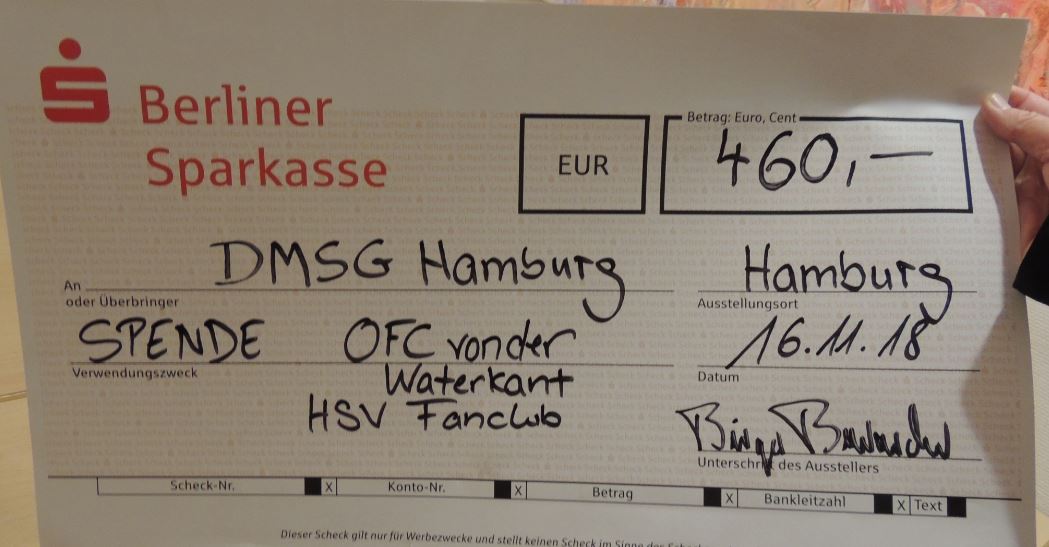 Berliner
Sparkasse
EUR
Betrag: Euro, Cent
460,—
An
oder Überbringer
DMSG Hamburg
Hamburg
Ausstellungsort
SPENDE OFC von der
Verwendungszweck
Waterkant
HSV Fanclub
16.11.18
Datum
Unterschrift des Ausstellers
Scheck-Nr. X Konto-Nr. X Betrag X Bankleitzahl X Text
Dieser Scheck gilt nur für Werbezwecke und stellt keinen Scheck im Sinne